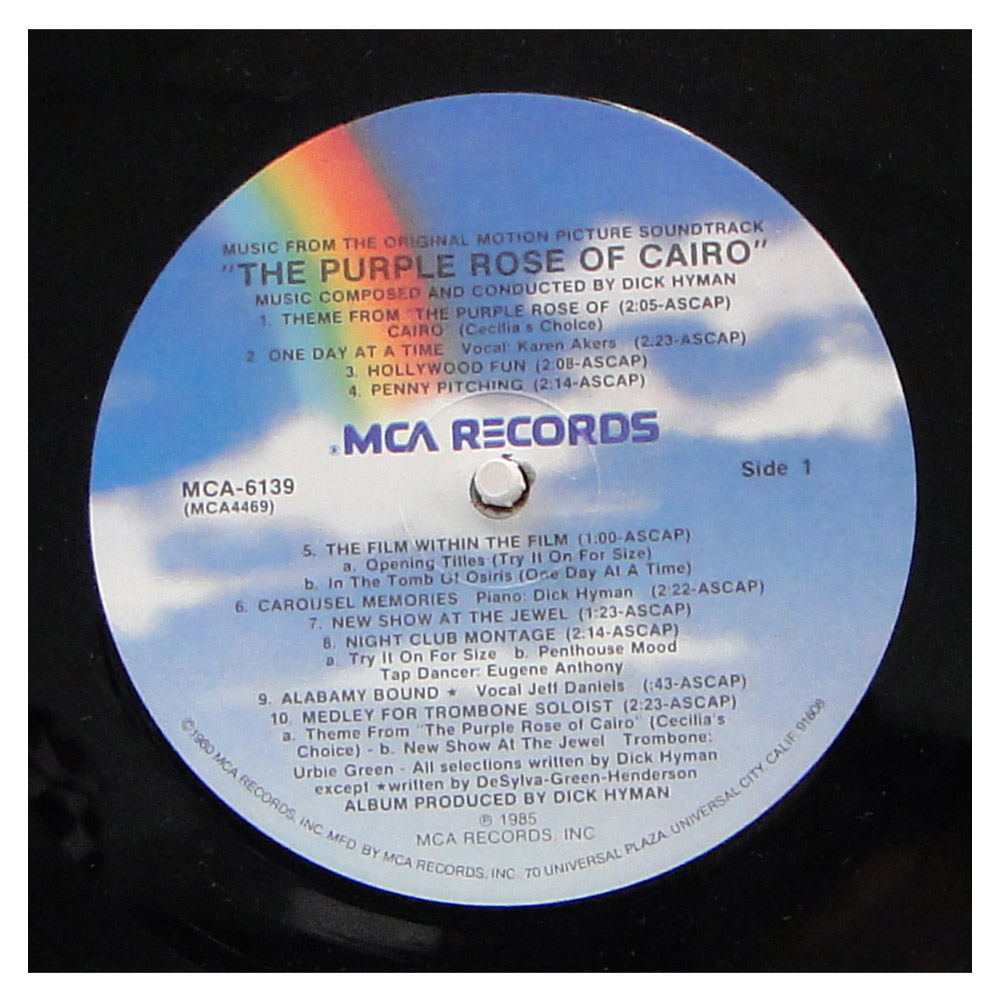 MUSIC FROM THE ORIGINAL MOTION PICTURE SOUNDTRACK
"THE PURPLE ROSE OF CAIRO"
MUSIC COMPOSED AND CONDUCTED BY DICK HYMAN
1. THEME FROM "THE PURPLE ROSE OF (2:05-ASCAP)
CAIRO (Cecilia's Choice)
2 ONE DAY AT A TIME Vocal: Karen Akers (2:23-ASCAP)
3. HOLLYWOOD FUN (2:08-ASCAP)
4. PENNY PITCHING (2:14-ASCAP)
®MCA RECORDS
MCA-6139
(MCA4469)
Side 1
5. THE FILM WITHIN THE FILM (1:00-ASCAP)
a. Opening Titles (Try It On For Size)
b. In The Tomb Of Osiris (One Day At A Time)
6. CAROUSEL MEMORIES Piano: Dick Hyman (2:22-ASCAP)
7. NEW SHOW AT THE JEWEL (1:23-ASCAP)
8. NIGHT CLUB MONTAGE (2:14-ASCAP)
a. Try It On For Size b. Penthouse Mood
Tap Dancer: Eugene Anthony
9. ALABAMY BOUND ★ Vocal Jeff Daniels (:43-ASCAP)
10. MEDLEY FOR TROMBONE SOLOIST (2:23-ASCAP)
a. Theme From "The Purple Rose of Cairo" (Cecilia's
Choice) - b. New Show At The Jewel Trombone:
Urbie Green - All selections written by Dick Hyman
except ★written by DeSylva-Green-Henderson
ALBUM PRODUCED BY DICK HYMAN
℗ 1985
MCA RECORDS, INC
©1980 MCA RECORDS, INC. MFD. BY MCA RECORDS, INC. 70 UNIVERSAL PLAZA, UNIVERSAL CITY, CALIF. 91608